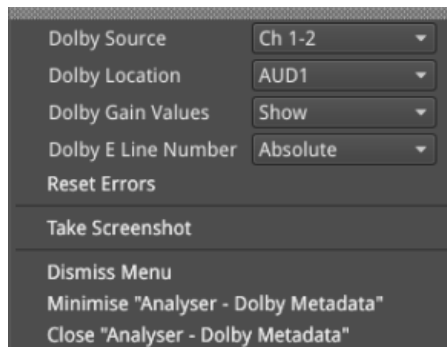 Dolby Source Ch 1-2
Dolby Location AUD1
Dolby Gain Values Show
Dolby E Line Number Absolute
Reset Errors
Take Screenshot
Dismiss Menu
Minimise "Analyser - Dolby Metadata"
Close "Analyser - Dolby Metadata"